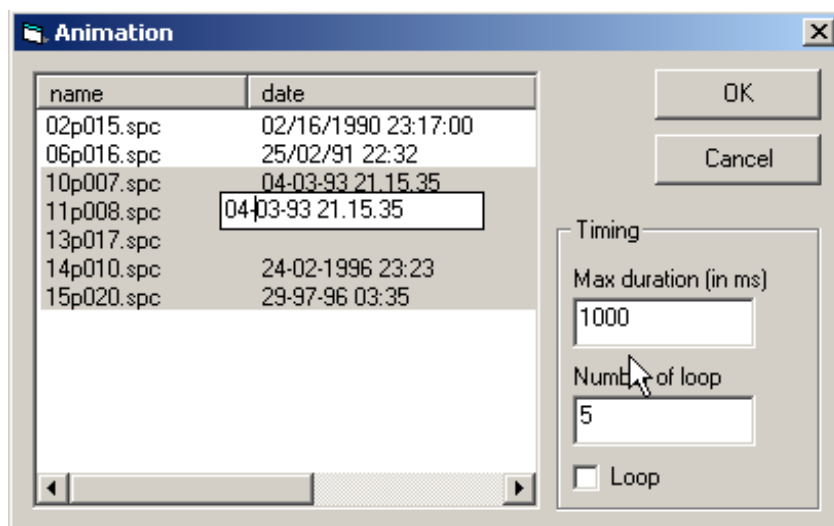 Animation
name date
02p015.spc 02/16/1990 23:17:00
06p016.spc 25/02/91 22:32
10p007.spc 04-03-93 21.15.35
11p008.spc 04-03-93 21.15.35
13p017.spc
14p010.spc 24-02-1996 23:23
15p020.spc 29-97-96 03:35
OK
Cancel
Timing
Max duration (in ms)
1000
Number of loop
5
Loop